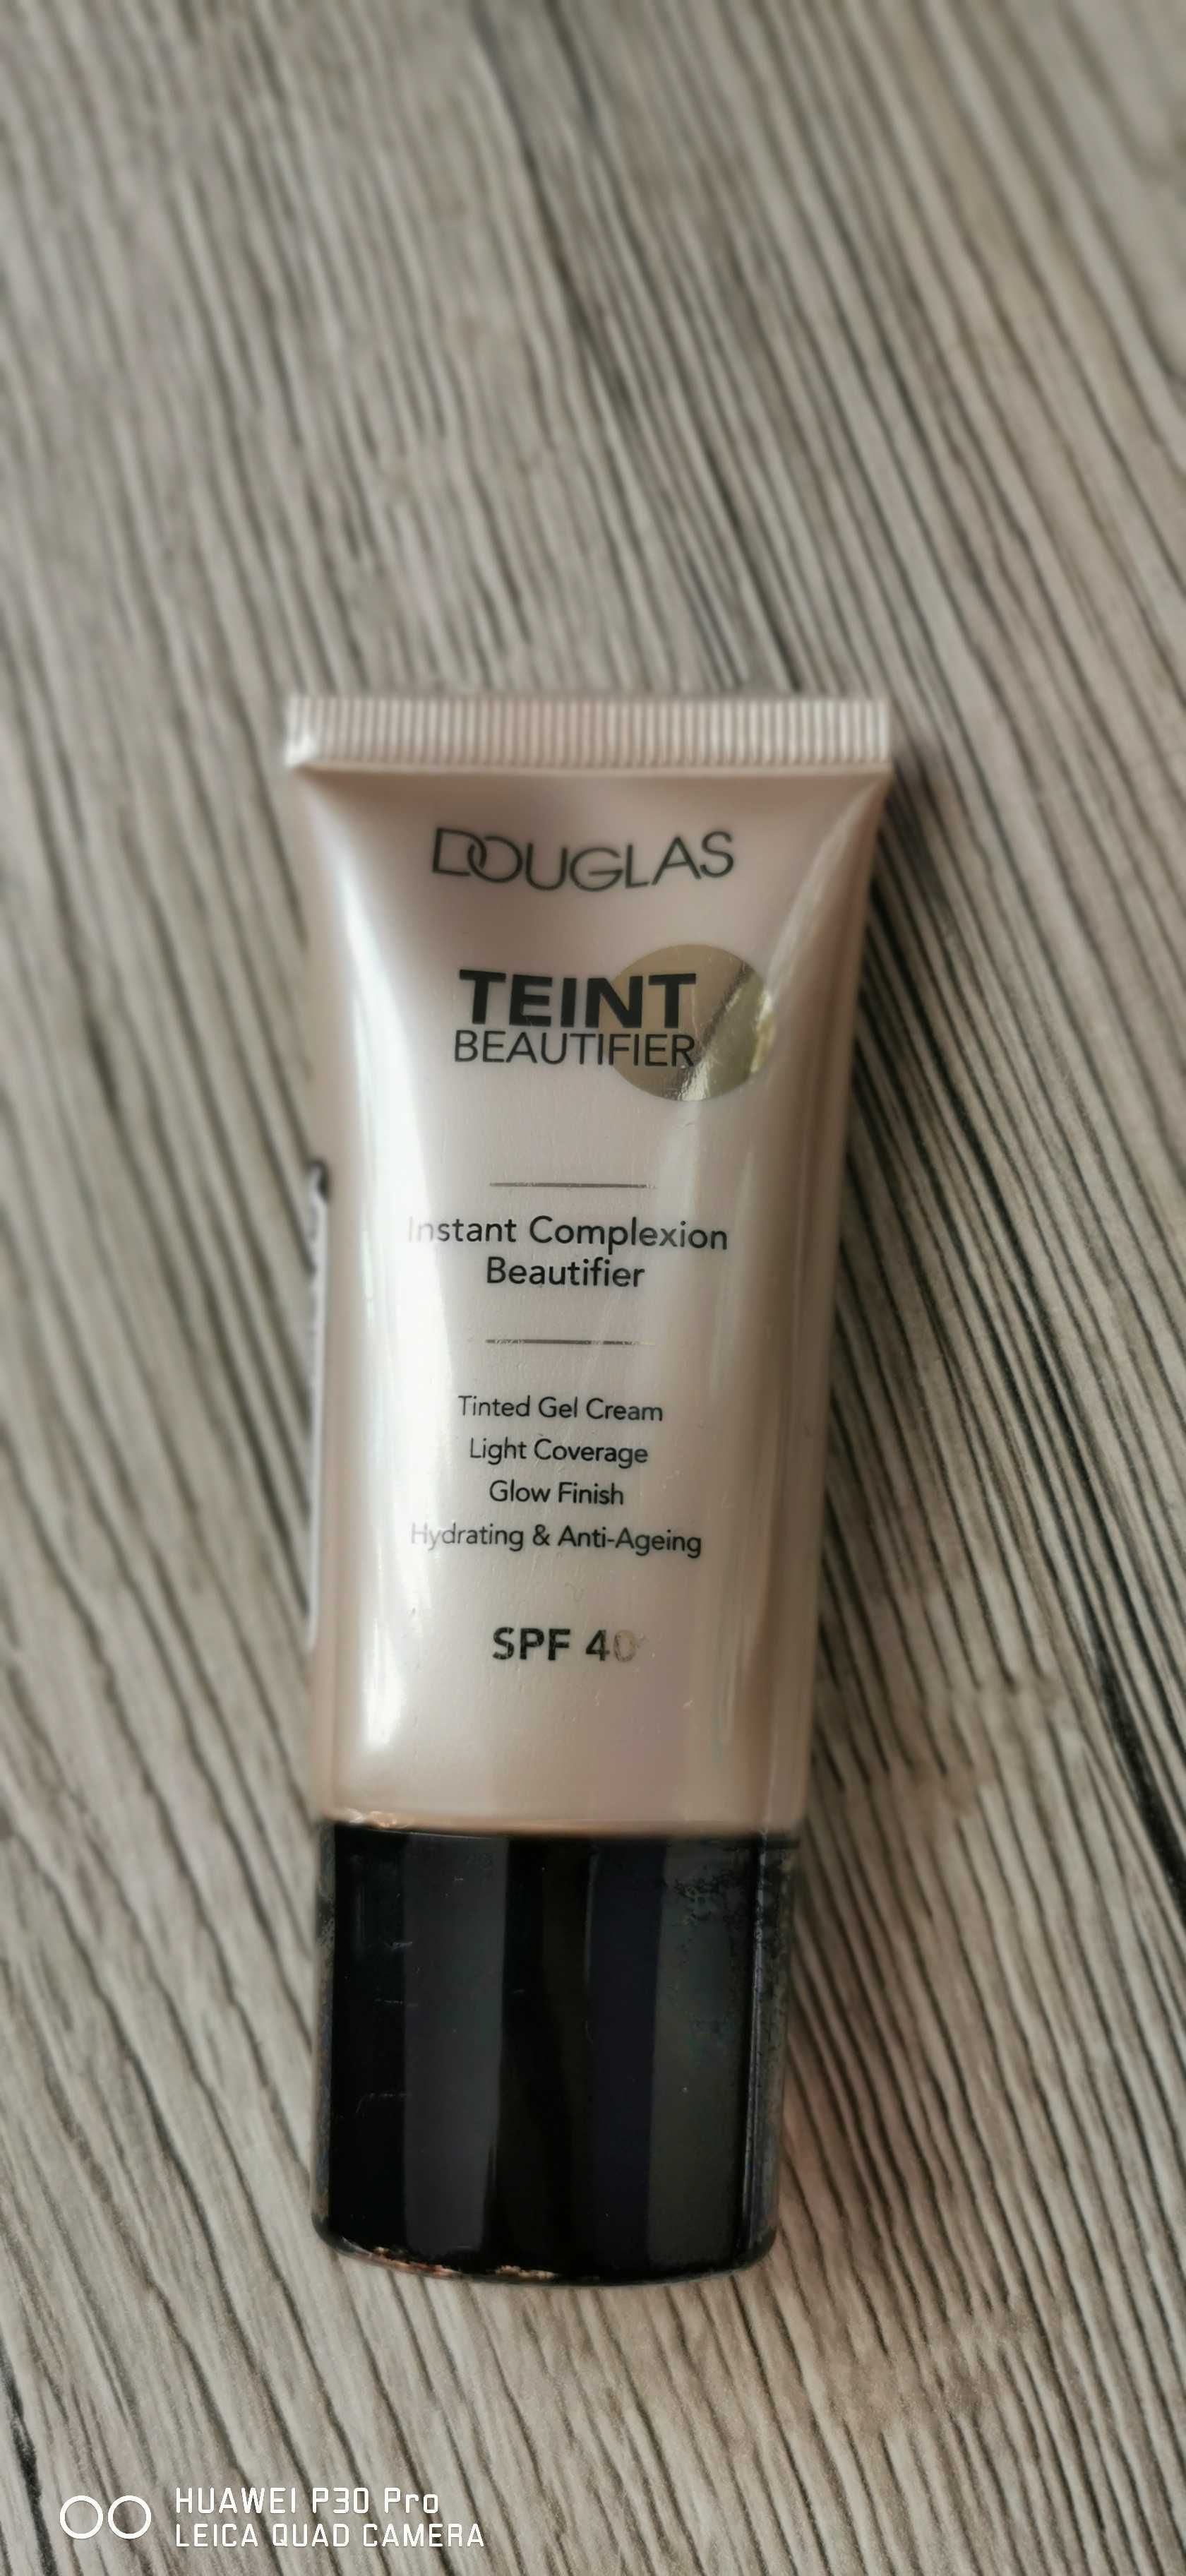 DOUGLAS
TEINT
BEAUTIFIER
Instant Complexion
Beautifier
Tinted Gel Cream
Light Coverage
Glow Finish
Hydrating & Anti-Ageing
SPF 40
HUAWEI P30 Pro
LEICA QUAD CAMERA